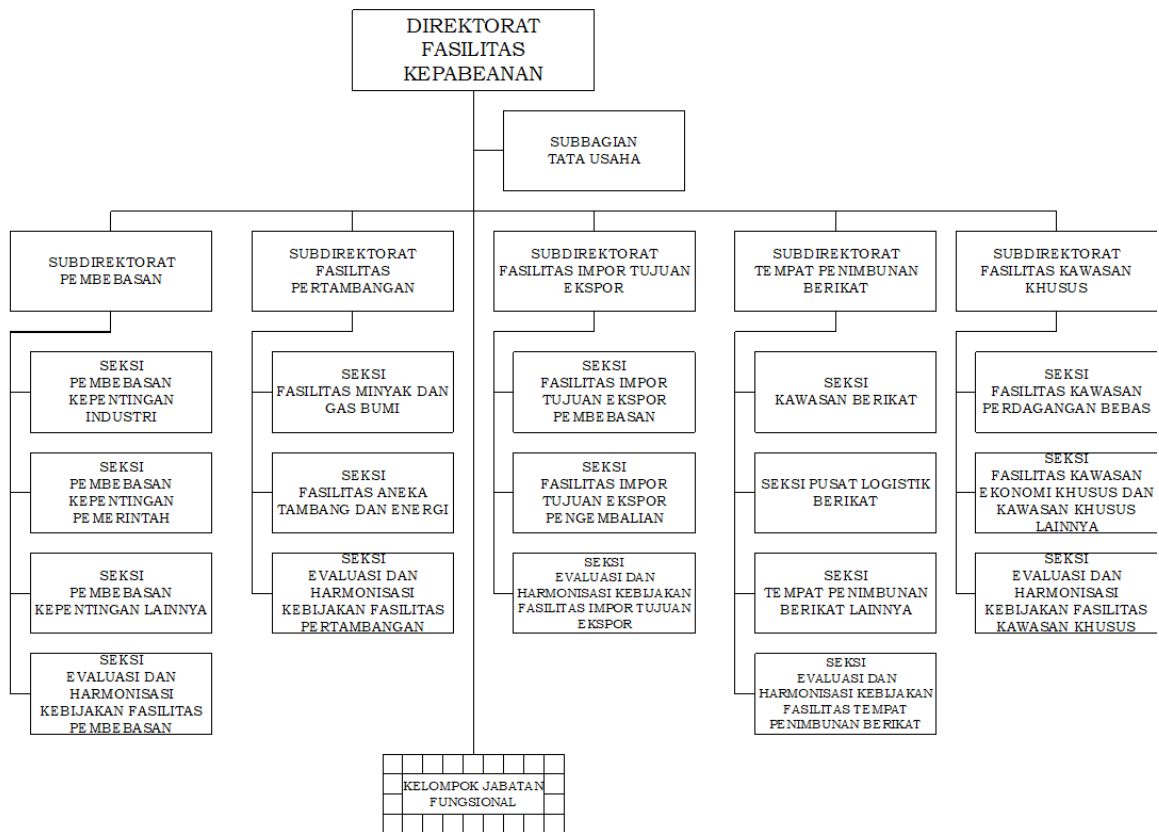 DIREKTORAT
FASILITAS
KEPABEANAN
SUBBAGIAN
TATA USAHA
SUBDIREKTORAT
PEMBEBASAN
SUBDIREKTORAT
FASILITAS
PERTAMBANGAN
SUBDIREKTORAT
FASILITAS IMPOR TUJUAN
EKSPOR
SUBDIREKTORAT
TEMPAT PENIMBUNAN
BERIKAT
SUBDIREKTORAT
FASILITAS KAWASAN
KHUSUS
SEKSI
PEMBEBASAN
KEPENTINGAN
INDUSTRI
SEKSI
FASILITAS MINYAK DAN
GAS BUMI
SEKSI
FASILITAS IMPOR
TUJUAN EKSPOR
PEMBEBASAN
SEKSI
KAWASAN BERIKAT
SEKSI
FASILITAS KAWASAN
PERDAGANGAN BEBAS
SEKSI
PEMBEBASAN
KEPENTINGAN
PEMERINTAH
SEKSI
FASILITAS ANEKA
TAMBANG DAN ENERGI
SEKSI
FASILITAS IMPOR
TUJUAN EKSPOR
PENGEMBALIAN
SEKSI PUSAT LOGISTIK
BERIKAT
SEKSI
FASILITAS KAWASAN
EKONOMI KHUSUS DAN
KAWASAN KHUSUS
LAINNYA
SEKSI
PEMBEBASAN
KEPENTINGAN LAINNYA
SEKSI
EVALUASI DAN
HARMONISASI
KEBIJAKAN FASILITAS
PERTAMBANGAN
SEKSI
EVALUASI DAN
HARMONISASI KEBIJAKAN
FASILITAS IMPOR TUJUAN
EKSPOR
SEKSI
TEMPAT PENIMBUNAN
BERIKAT LAINNYA
SEKSI
EVALUASI DAN
HARMONISASI
KEBIJAKAN FASILITAS
KAWASAN KHUSUS
SEKSI
EVALUASI DAN
HARMONISASI
KEBIJAKAN FASILITAS
PEMBEBASAN
SEKSI
EVALUASI DAN
HARMONISASI KEBIJAKAN
FASILITAS TEMPAT
PENIMBUNAN BERIKAT
KELOMPOK JABATAN
FUNGSIONAL